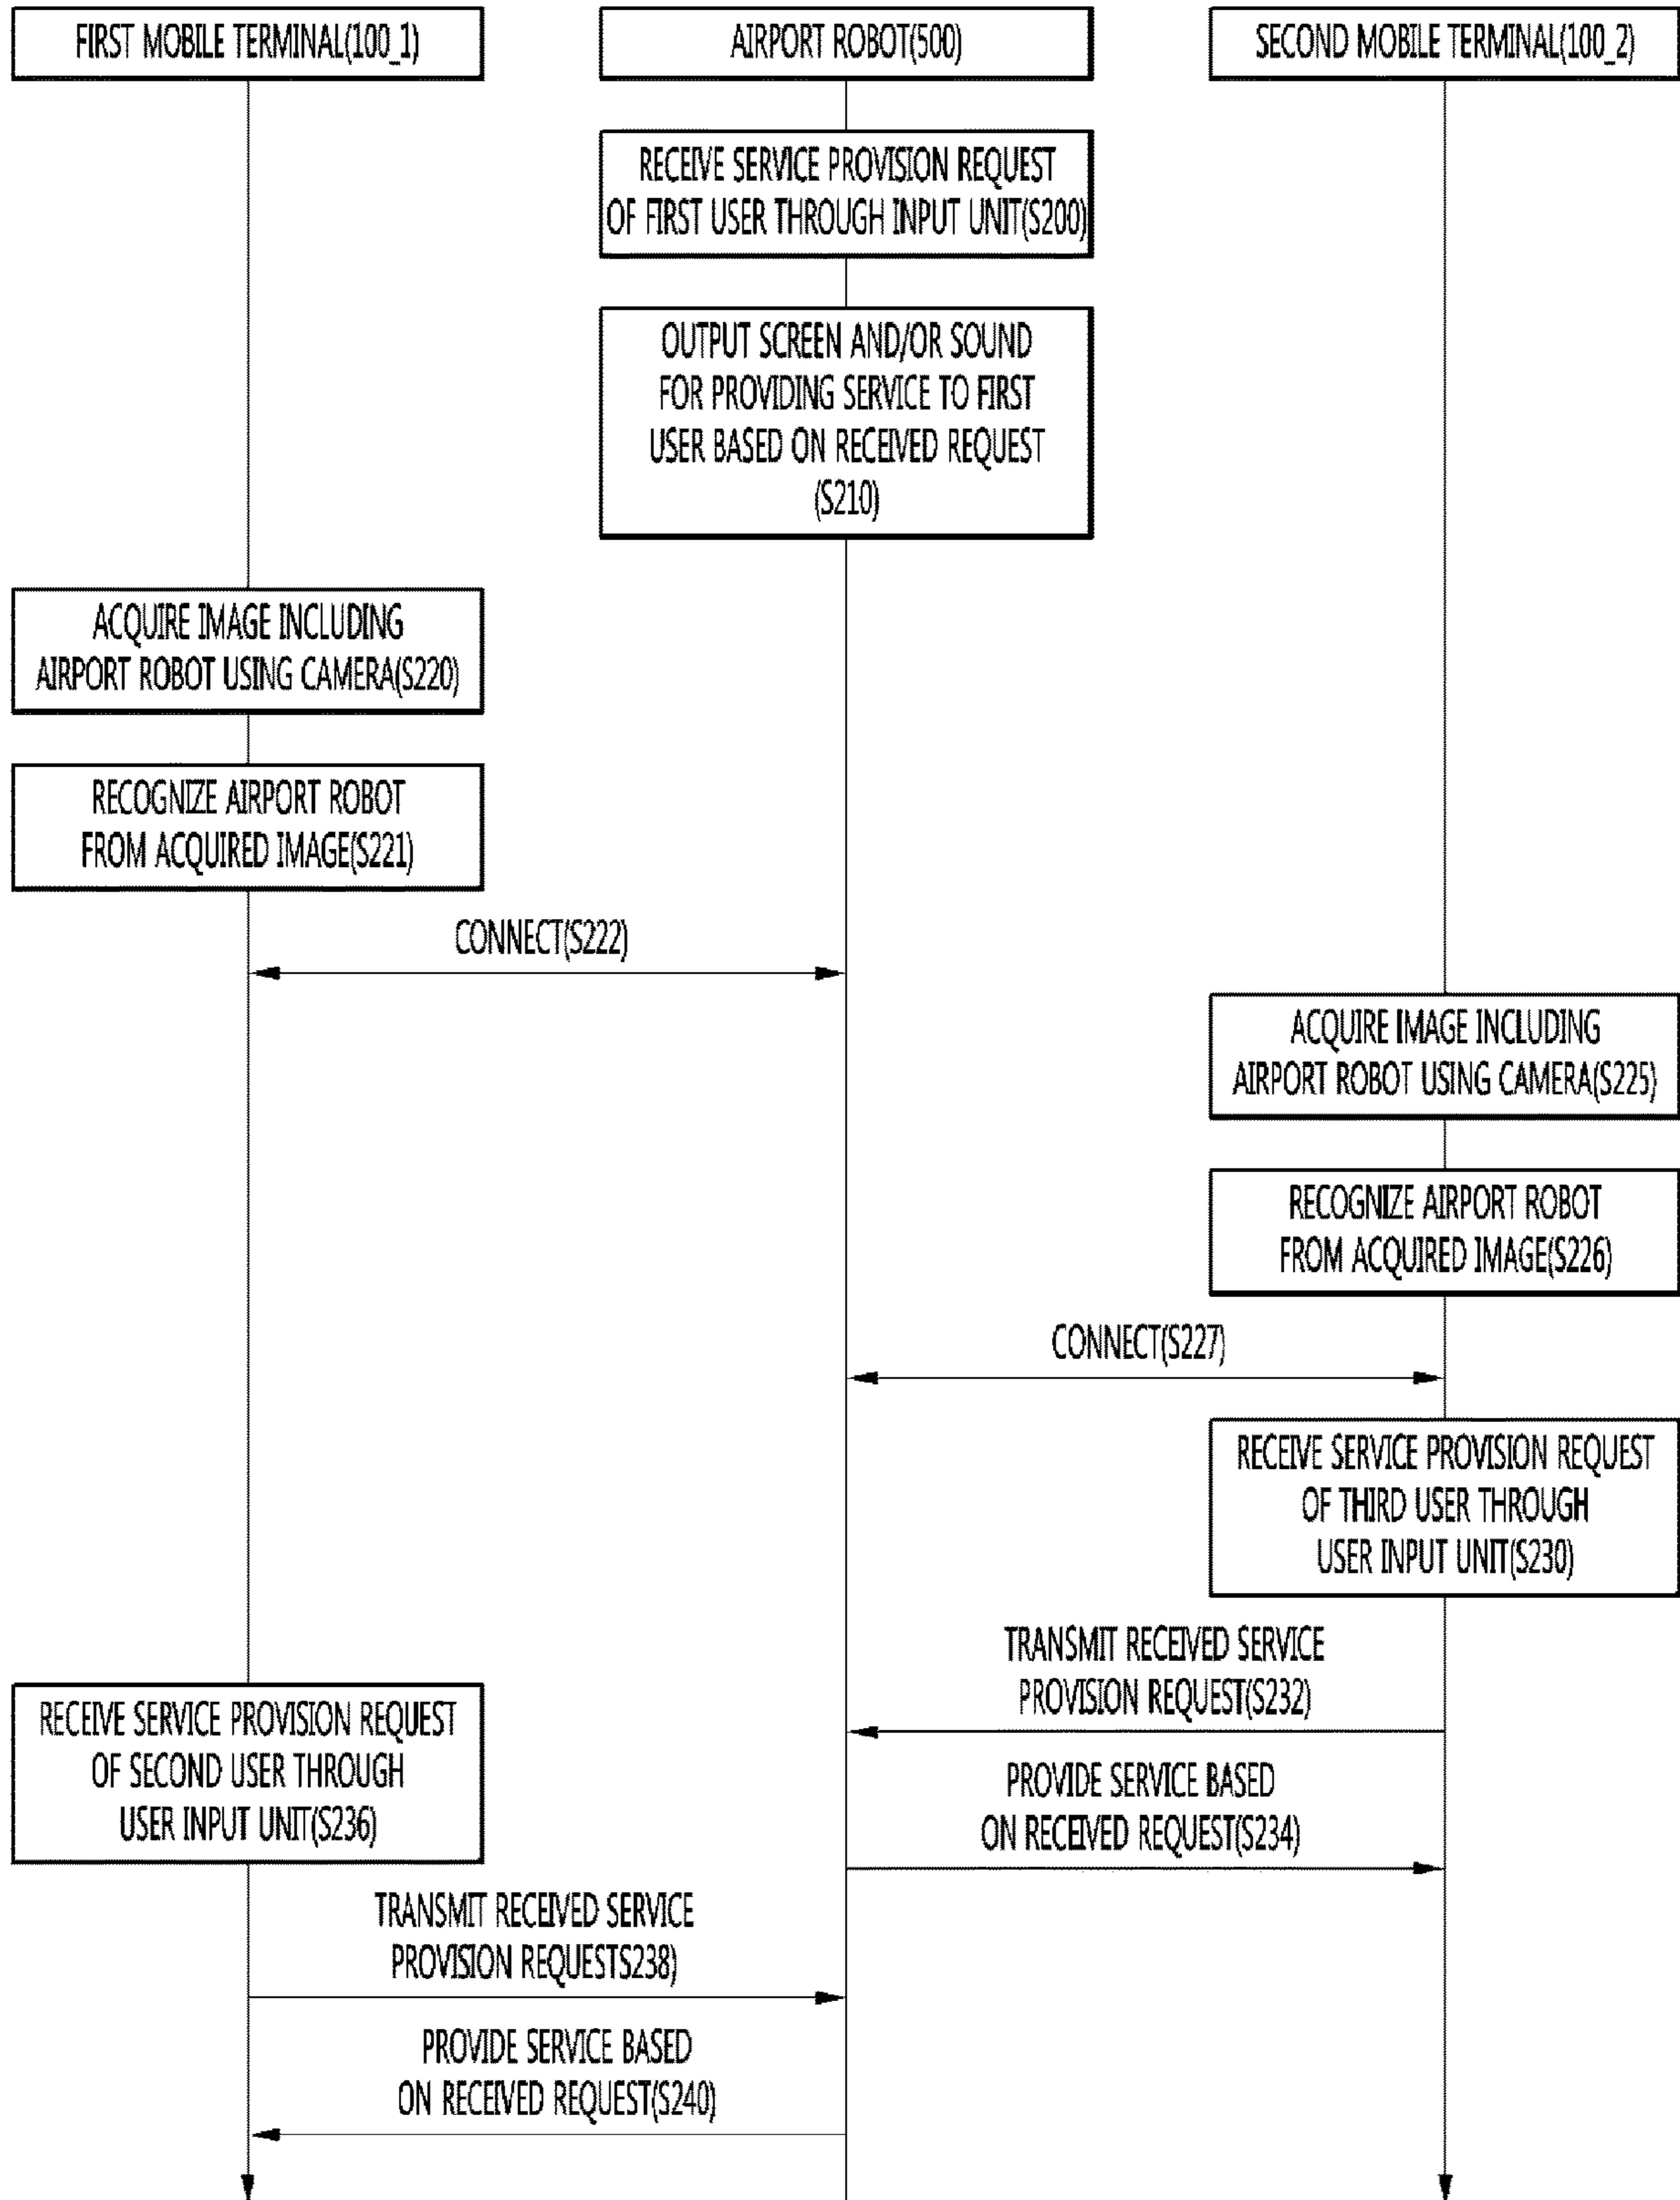 FIRST MOBILE TERMINAL(100_1)
AIRPORT ROBOT(500)
SECOND MOBILE TERMINAL(100_2)
RECEIVE SERVICE PROVISION REQUEST
OF FIRST USER THROUGH INPUT UNIT(S200)
OUTPUT SCREEN AND/OR SOUND
FOR PROVIDING SERVICE TO FIRST
USER BASED ON RECEIVED REQUEST
(S210)
ACQUIRE IMAGE INCLUDING
AIRPORT ROBOT USING CAMERA(S220)
RECOGNIZE AIRPORT ROBOT
FROM ACQUIRED IMAGE(S221)
CONNECT(S222)
ACQUIRE IMAGE INCLUDING
AIRPORT ROBOT USING CAMERA(S225)
RECOGNIZE AIRPORT ROBOT
FROM ACQUIRED IMAGE(S226)
CONNECT(S227)
RECEIVE SERVICE PROVISION REQUEST
OF THIRD USER THROUGH
USER INPUT UNIT(S230)
TRANSMIT RECEIVED SERVICE
PROVISION REQUEST(S232)
RECEIVE SERVICE PROVISION REQUEST
OF SECOND USER THROUGH
USER INPUT UNIT(S236)
PROVIDE SERVICE BASED
ON RECEIVED REQUEST(S234)
TRANSMIT RECEIVED SERVICE
PROVISION REQUESTS238)
PROVIDE SERVICE BASED
ON RECEIVED REQUEST(S240)